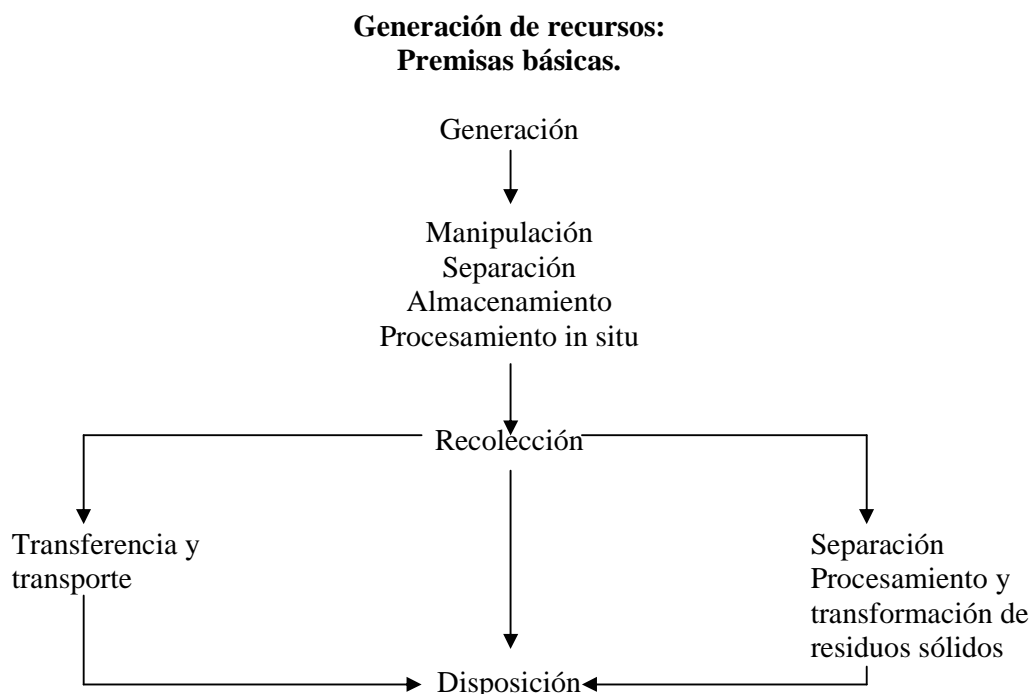 Generación de recursos:
Premisas básicas.
Generación
Manipulación
Separación
Almacenamiento
Procesamiento in situ
Recolección
Transferencia y
transporte
Separación
Procesamiento y
transformación de
residuos sólidos
Disposición